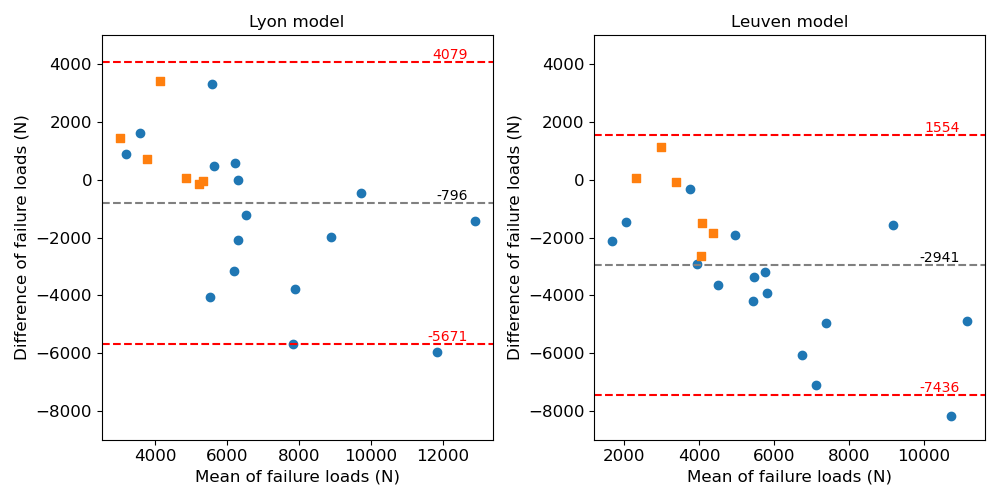 Lyon model
4000
2000
0
−2000
−4000
−6000
−8000
Difference of failure loads (N)
4079
-796
-5671
4000 6000 8000 10000 12000
Mean of failure loads (N)
Leuven model
4000
2000
0
−2000
−4000
−6000
−8000
Difference of failure loads (N)
1554
-2941
-7436
2000 4000 6000 8000 10000
Mean of failure loads (N)